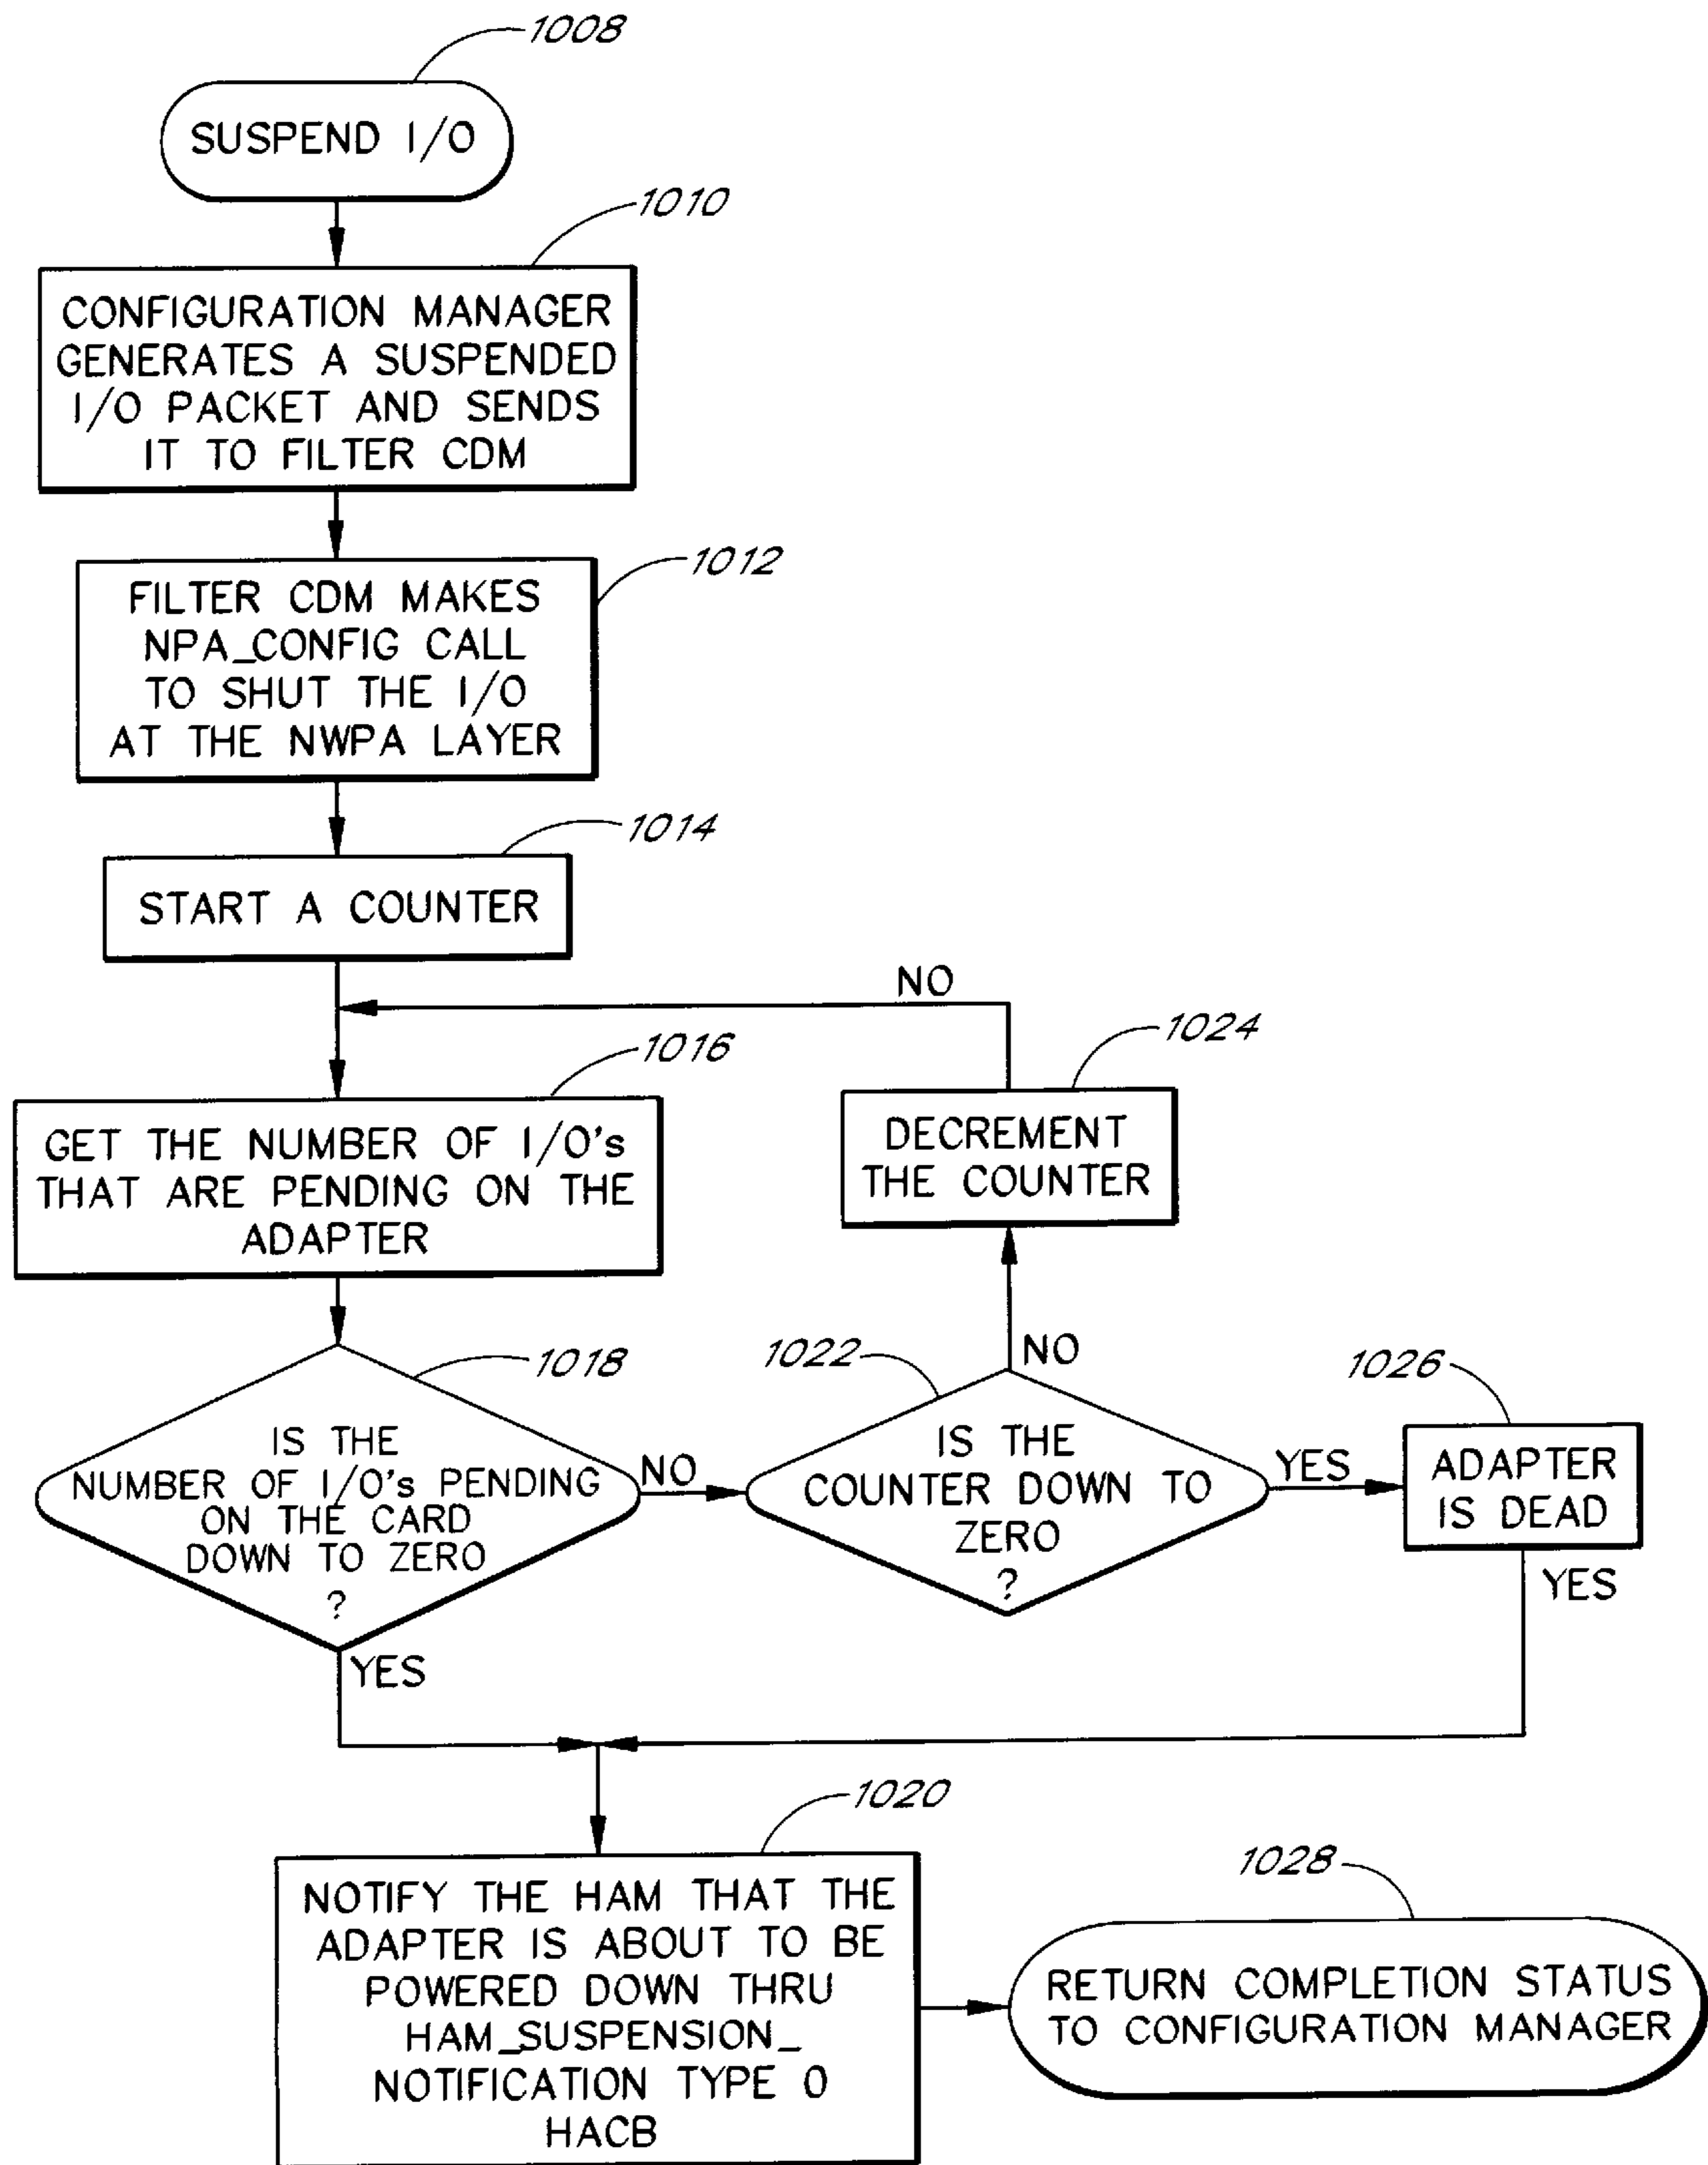 1008
SUSPEND I/O
1010
CONFIGURATION MANAGER
GENERATES A SUSPENDED
I/O PACKET AND SENDS
IT TO FILTER CDM
1012
FILTER CDM MAKES
NPA_CONFIG CALL
TO SHUT THE I/O
AT THE NWPA LAYER
1014
START A COUNTER
NO
1016
GET THE NUMBER OF I/O's
THAT ARE PENDING ON THE
ADAPTER
1024
DECREMENT
THE COUNTER
1018
IS THE
NUMBER OF I/O's PENDING
ON THE CARD
DOWN TO ZERO
?
NO
YES
1022
NO
IS THE
COUNTER DOWN TO
ZERO
?
YES
1026
ADAPTER
IS DEAD
YES
1020
NOTIFY THE HAM THAT THE
ADAPTER IS ABOUT TO BE
POWERED DOWN THRU
HAM_SUSPENSION_
NOTIFICATION TYPE 0
HACB
1028
RETURN COMPLETION STATUS
TO CONFIGURATION MANAGER